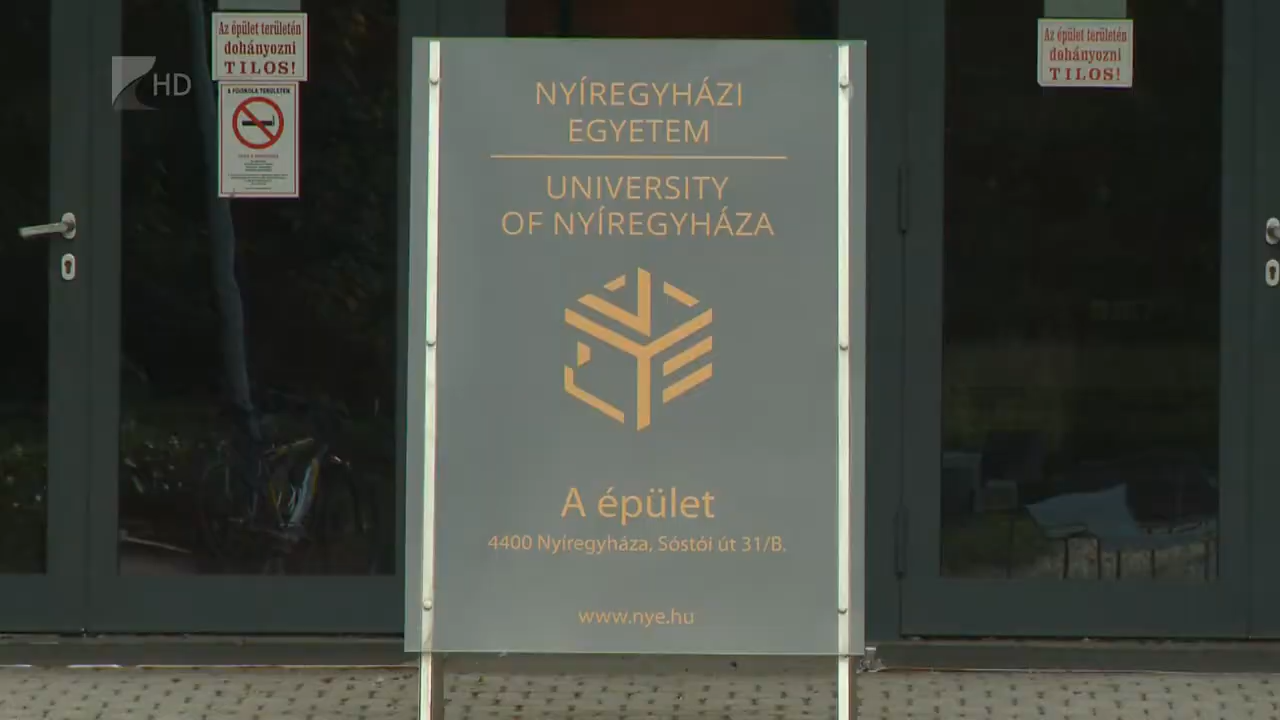 Az épület területén
dohányozni
TILOS!
HD
A FŐISKOLA TERÜLETÉN
NYÍREGYHÁZI
EGYETEM
UNIVERSITY
OF NYÍREGYHÁZA
A épület
4400 Nyíregyháza, Sóstói út 31/B.
www.nye.hu
Az épület területén
dohányozni
TILOS!